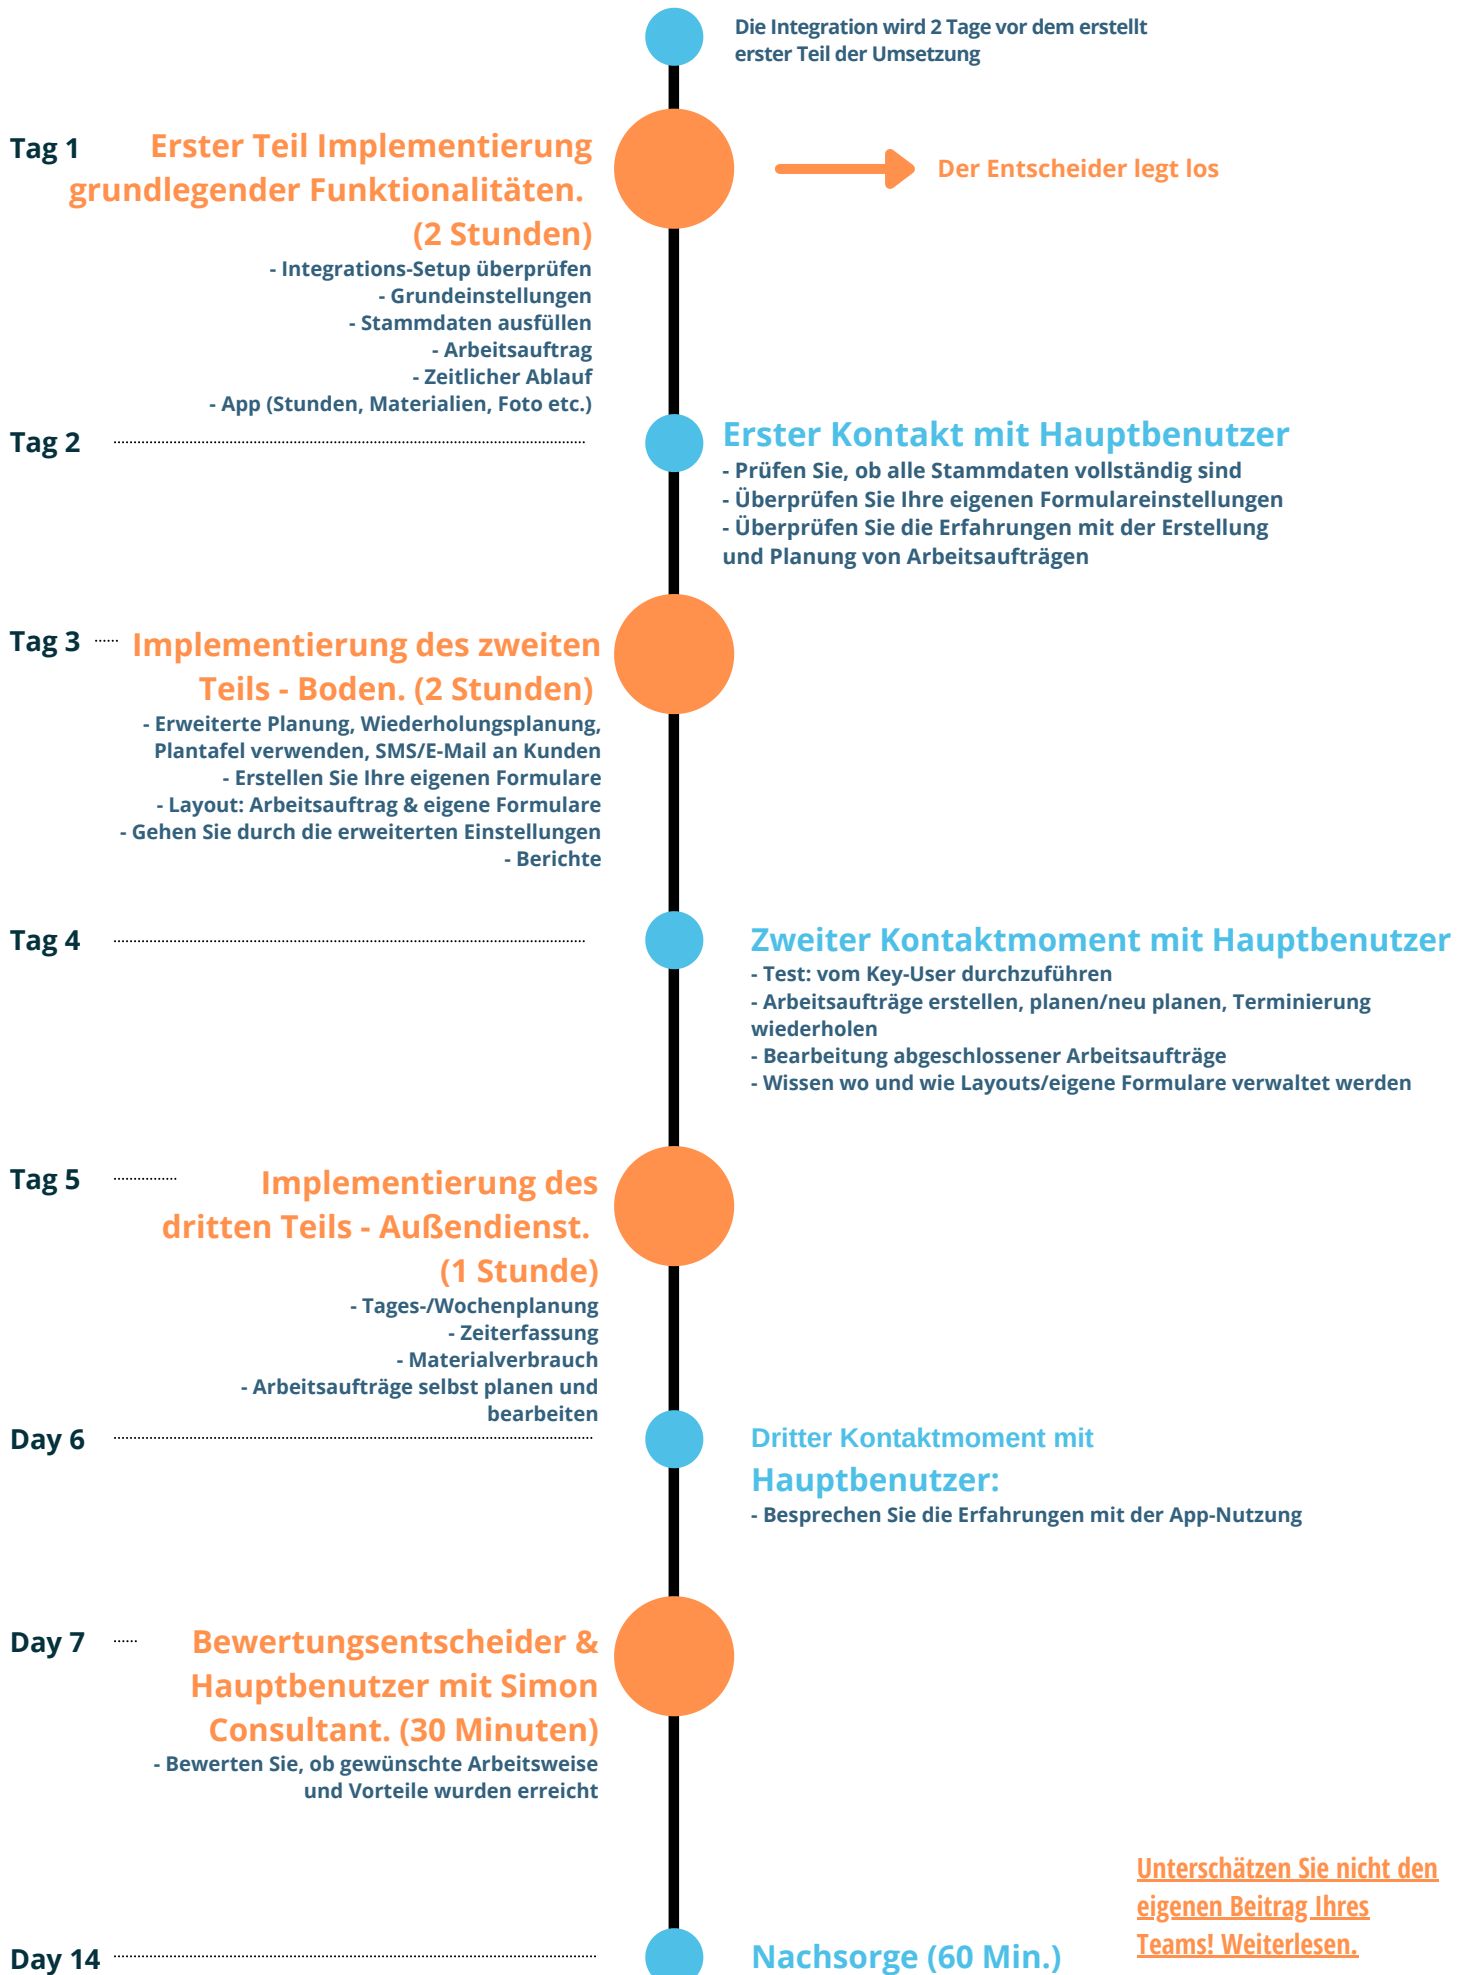 Die Integration wird 2 Tage vor dem erstellt
erster Teil der Umsetzung
Tag 1
Erster Teil Implementierung
grundlegender Funktionalitäten.
(2 Stunden)
Der Entscheider legt los
- Integrations-Setup überprüfen
- Grundeinstellungen
- Stammdaten ausfüllen
- Arbeitsauftrag
- Zeitlicher Ablauf
- App (Stunden, Materialien, Foto etc.)
Tag 2
Erster Kontakt mit Hauptbenutzer
- Prüfen Sie, ob alle Stammdaten vollständig sind
- Überprüfen Sie Ihre eigenen Formulareinstellungen
- Überprüfen Sie die Erfahrungen mit der Erstellung
und Planung von Arbeitsaufträgen
Tag 3
Implementierung des zweiten
Teils - Boden. (2 Stunden)
- Erweiterte Planung, Wiederholungsplanung,
Plantafel verwenden, SMS/E-Mail an Kunden
- Erstellen Sie Ihre eigenen Formulare
- Layout: Arbeitsauftrag & eigene Formulare
- Gehen Sie durch die erweiterten Einstellungen
- Berichte
Tag 4
Zweiter Kontaktmoment mit Hauptbenutzer
- Test: vom Key-User durchzuführen
- Arbeitsaufträge erstellen, planen/neu planen, Terminierung
wiederholen
- Bearbeitung abgeschlossener Arbeitsaufträge
- Wissen wo und wie Layouts/eigene Formulare verwaltet werden
Tag 5
Implementierung des
dritten Teils - Außendienst.
(1 Stunde)
- Tages-/Wochenplanung
- Zeiterfassung
- Materialverbrauch
- Arbeitsaufträge selbst planen und
bearbeiten
Day 6
Dritter Kontaktmoment mit
Hauptbenutzer:
- Besprechen Sie die Erfahrungen mit der App-Nutzung
Day 7
Bewertungsentscheider &
Hauptbenutzer mit Simon
Consultant. (30 Minuten)
- Bewerten Sie, ob gewünschte Arbeitsweise
und Vorteile wurden erreicht
Unterschätzen Sie nicht den
eigenen Beitrag Ihres
Teams! Weiterlesen.
Day 14
Nachsorge (60 Min.)